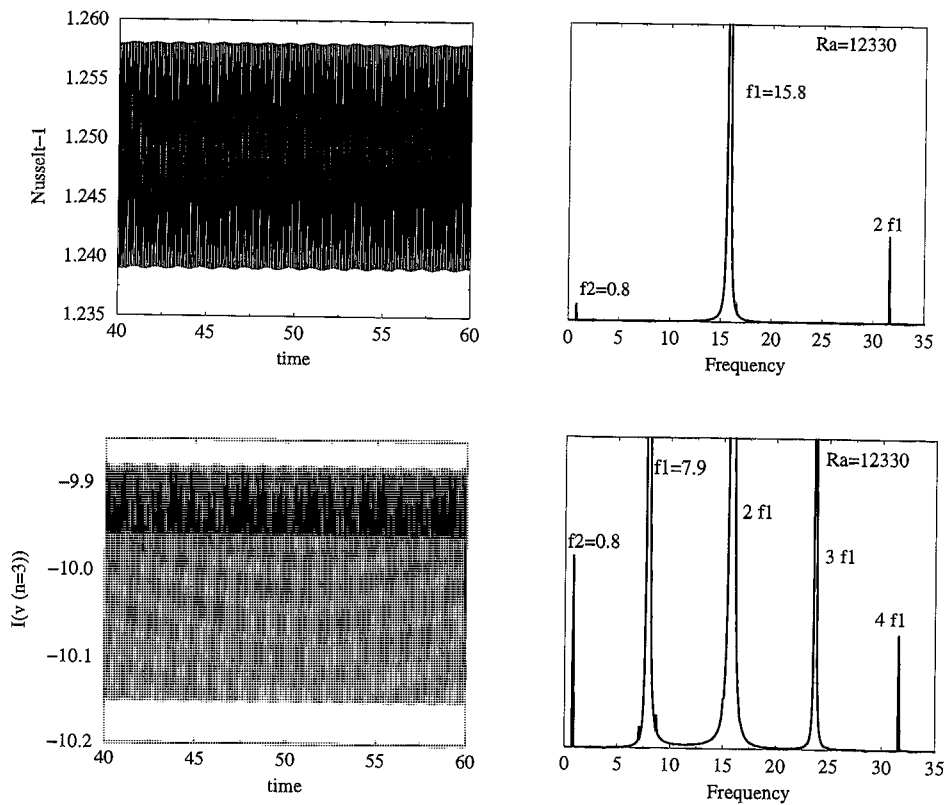 1.260
1.257
1.250
1.245
1.240
1.235
Nusselt−1
40 45 50 55 60
time
Ra=12330
f1=15.8
2 f1
f2=0.8
0 5 10 15 20 25 30 35
Frequency
−9.9
−10.0
−10.1
−10.2
I(v (n=3))
40 45 50 55 60
time
f1=7.9
Ra=12330
2 f1
f2=0.8
3 f1
4 f1
0 5 10 15 20 25 30 35
Frequency